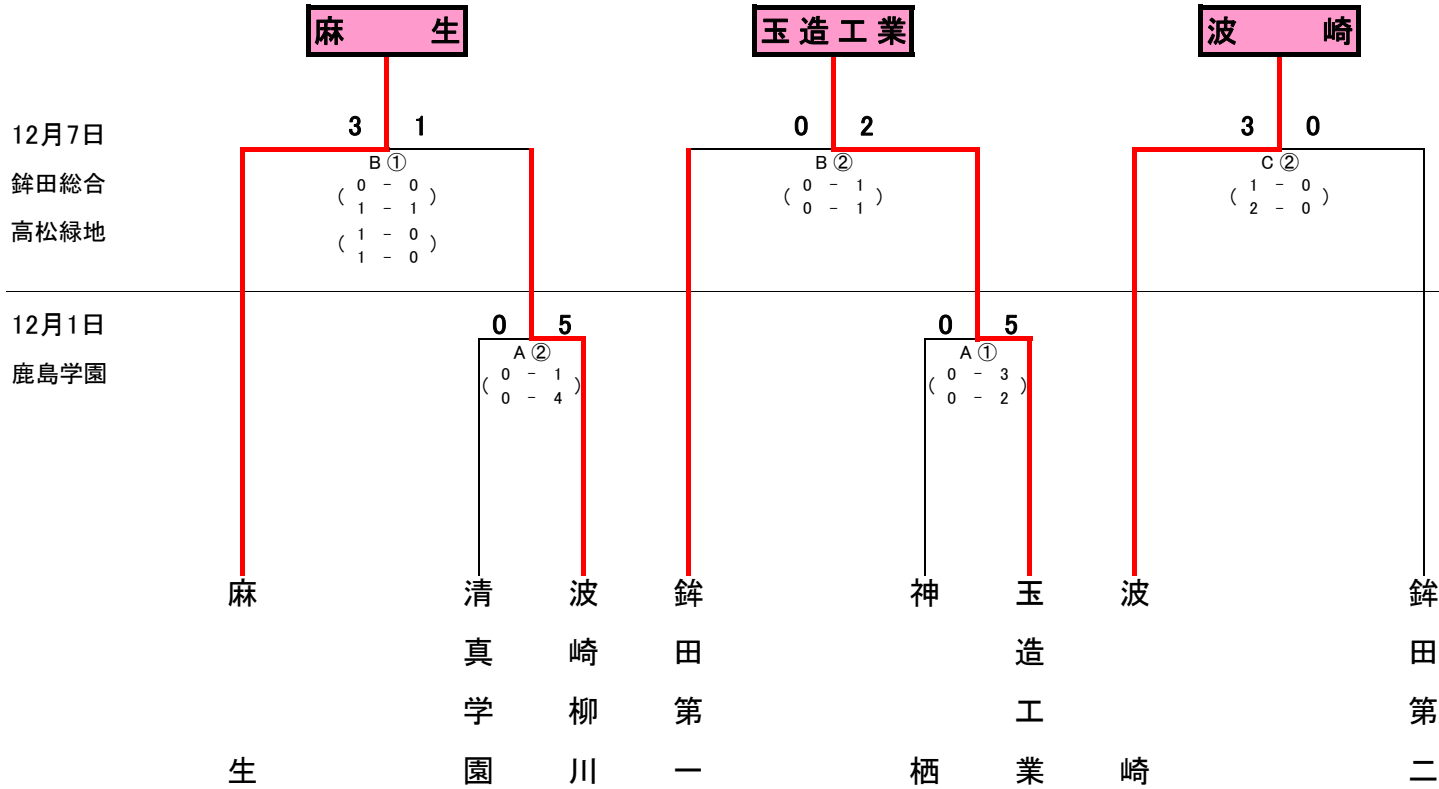 麻生 玉造工業 波崎
12月7日
鉾田総合
高松緑地
3 1
B ①
( 0 - 0
1 - 1 )
( 1 - 0
1 - 0 )
0 2
B ②
( 0 - 1
0 - 1 )
3 0
C ②
( 1 - 0
2 - 0 )
12月1日
鹿島学園
0 5
A ②
( 0 - 1
0 - 4 )
0 5
A ①
( 0 - 3
0 - 2 )
麻生
清真学園
波崎柳川
鉾田第一
神栖
玉造工業
波崎
鉾田第二